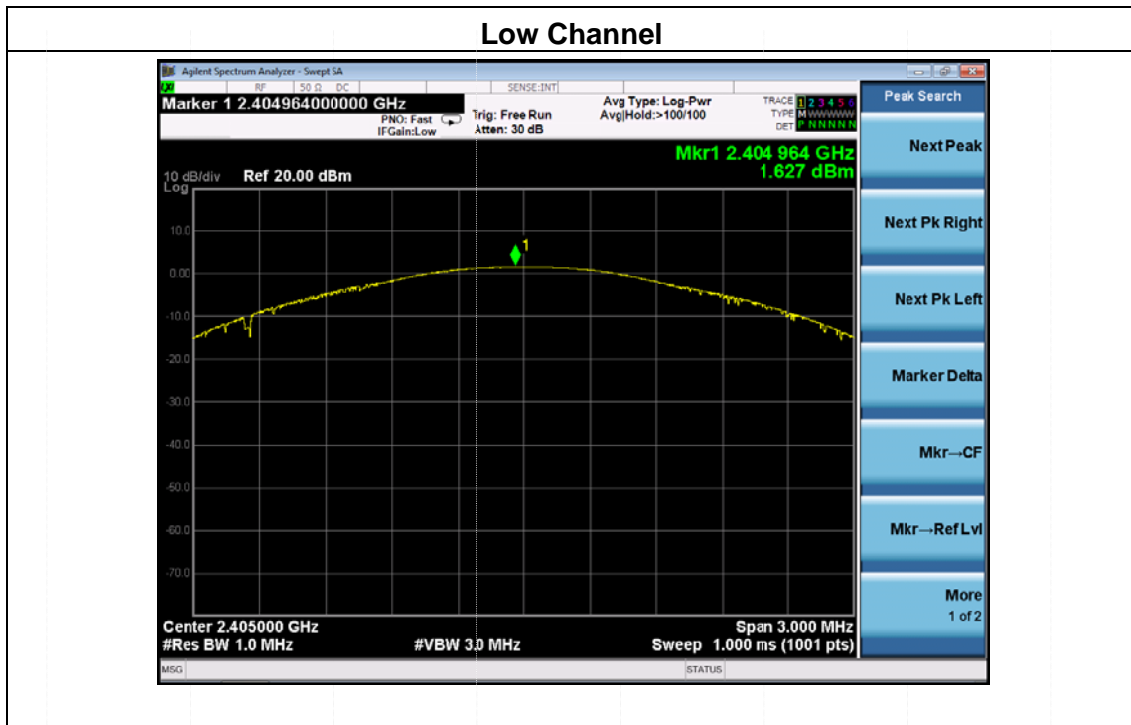 Low Channel
Agilent Spectrum Analyzer - Swept SA
LXI RF 50 Ω DC SENSE:INT
Marker 1 2.404964000000 GHz
PNO: Fast
IFGain:Low
Trig: Free Run
Atten: 30 dB
Avg Type: Log-Pwr
Avg|Hold:>100/100
TRACE 1 2 3 4 5 6
TYPE M WWWWW
DET P N N N N N
Peak Search
Mkr1 2.404 964 GHz
1.627 dBm
10 dB/div Ref 20.00 dBm
Log
10.0
0.00
-10.0
-20.0
-30.0
-40.0
-50.0
-60.0
-70.0
1
Center 2.405000 GHz
Span 3.000 MHz
#Res BW 1.0 MHz
#VBW 3.0 MHz
Sweep 1.000 ms (1001 pts)
Next Peak
Next Pk Right
Next Pk Left
Marker Delta
Mkr→CF
Mkr→Ref Lvl
More
1 of 2
MSG
STATUS